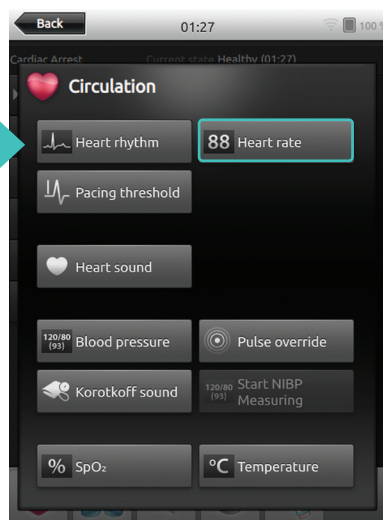 Back
01:27
100 %
Cardiac Arrest
Current state Healthy (01:27)
Circulation
Heart rhythm
88 Heart rate
Pacing threshold
Heart sound
120/80
(93)
Blood pressure
Pulse override
Korotkoff sound
120/80
(93)
Start NIBP
Measuring
% SpO₂
°C Temperature